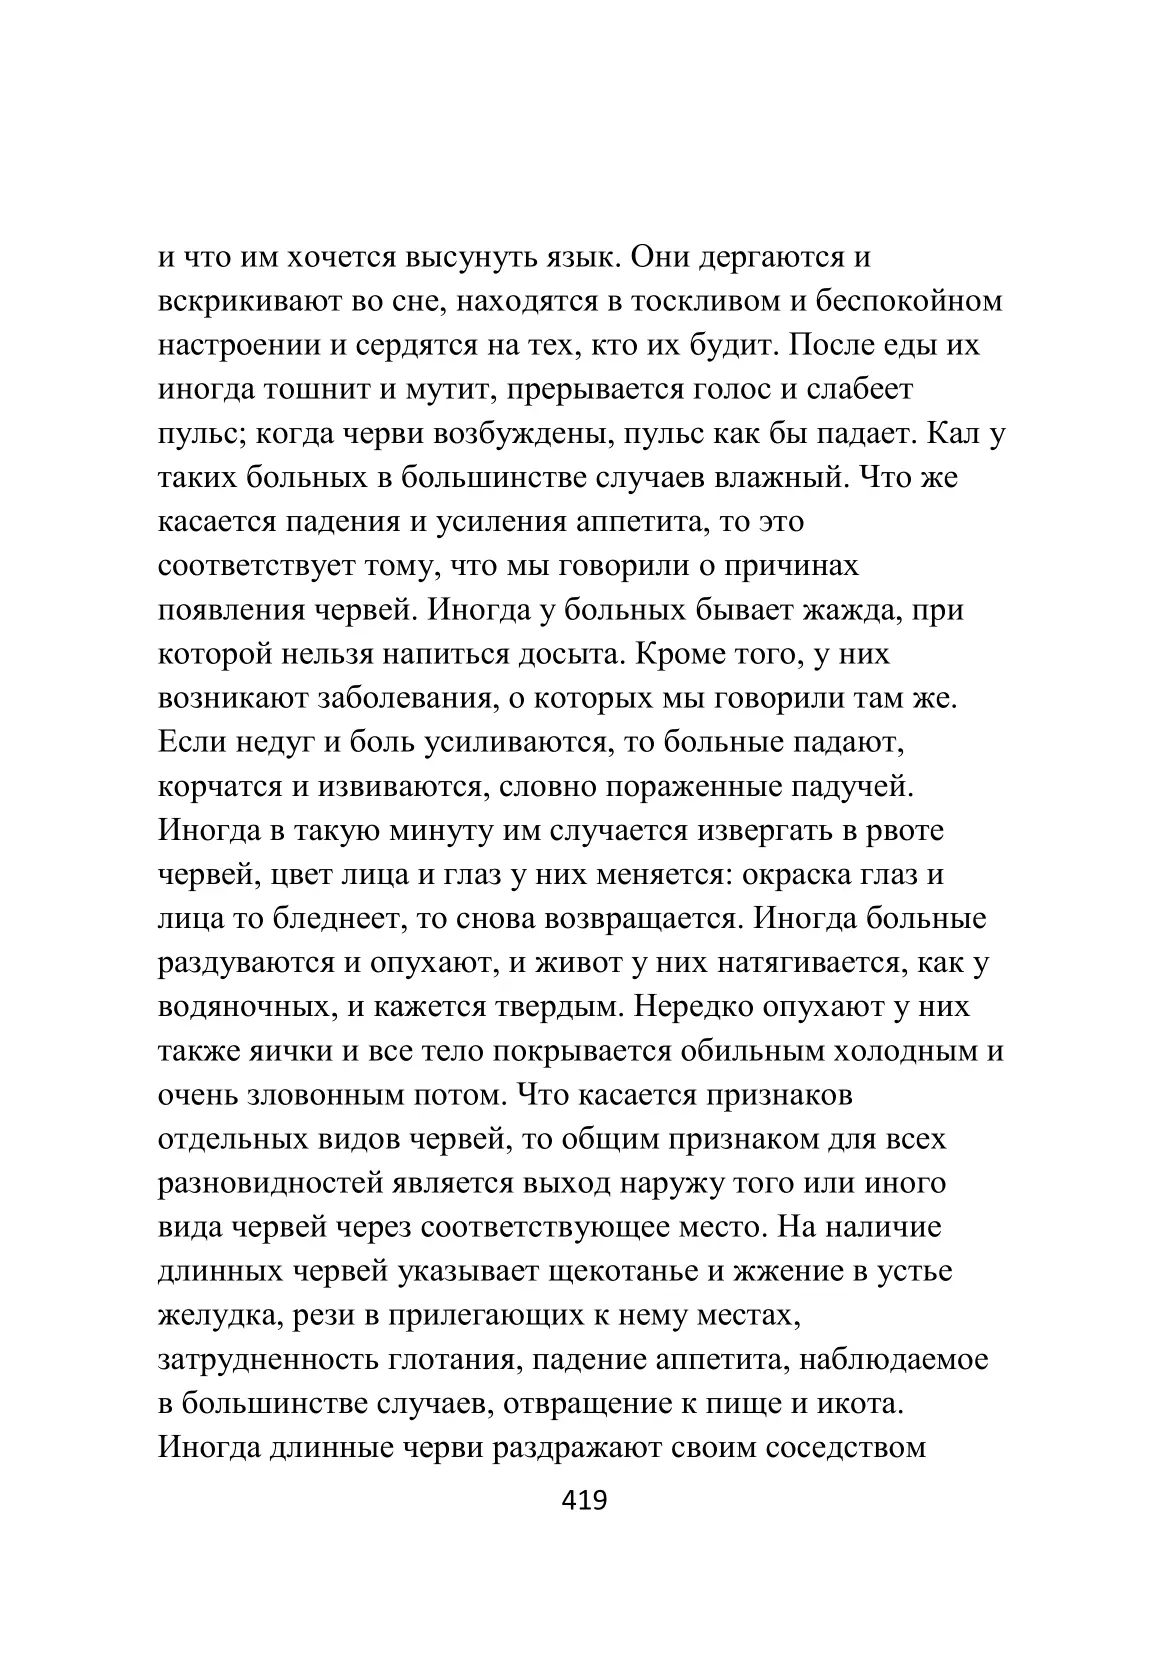 и что им хочется высунуть язык. Они дергаются и
вскрикивают во сне, находятся в тоскливом и беспокойном
настроении и сердятся на тех, кто их будит. После еды их
иногда тошнит и мутит, прерывается голос и слабеет
пульс; когда черви возбуждены, пульс как бы падает. Кал у
таких больных в большинстве случаев влажный. Что же
касается падения и усиления аппетита, то это
соответствует тому, что мы говорили о причинах
появления червей. Иногда у больных бывает жажда, при
которой нельзя напиться досыта. Кроме того, у них
возникают заболевания, о которых мы говорили там же.
Если недуг и боль усиливаются, то больные падают,
корчатся и извиваются, словно пораженные падучей.
Иногда в такую минуту им случается извергать в рвоте
червей, цвет лица и глаз у них меняется: окраска глаз и
лица то бледнеет, то снова возвращается. Иногда больные
раздуваются и опухают, и живот у них натягивается, как у
водяночных, и кажется твердым. Нередко опухают у них
также яички и все тело покрывается обильным холодным и
очень зловонным потом. Что касается признаков
отдельных видов червей, то общим признаком для всех
разновидностей является выход наружу того или иного
вида червей через соответствующее место. На наличие
длинных червей указывает щекотанье и жжение в устье
желудка, рези в прилегающих к нему местах,
затрудненность глотания, падение аппетита, наблюдаемое
в большинстве случаев, отвращение к пище и икота.
Иногда длинные черви раздражают своим соседством
419